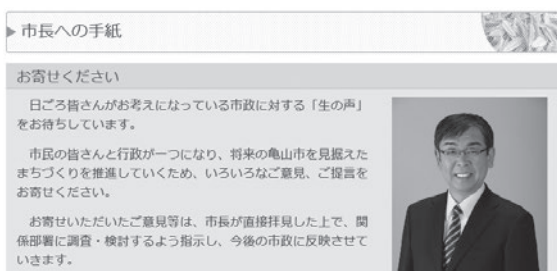 市長への手紙
お寄せください
日ごろ皆さんがお考えになっている市政に対する「生の声」
をお待ちしています。
市民の皆さんと行政が一つになり、将来の亀山市を見据えた
まちづくりを推進していくため、いろいろなご意見、ご提言を
お寄せください。
お寄せいただいたご意見等は、市長が直接拝見した上で、関
係部署に調査・検討するよう指示し、今後の市政に反映させて
いきます。